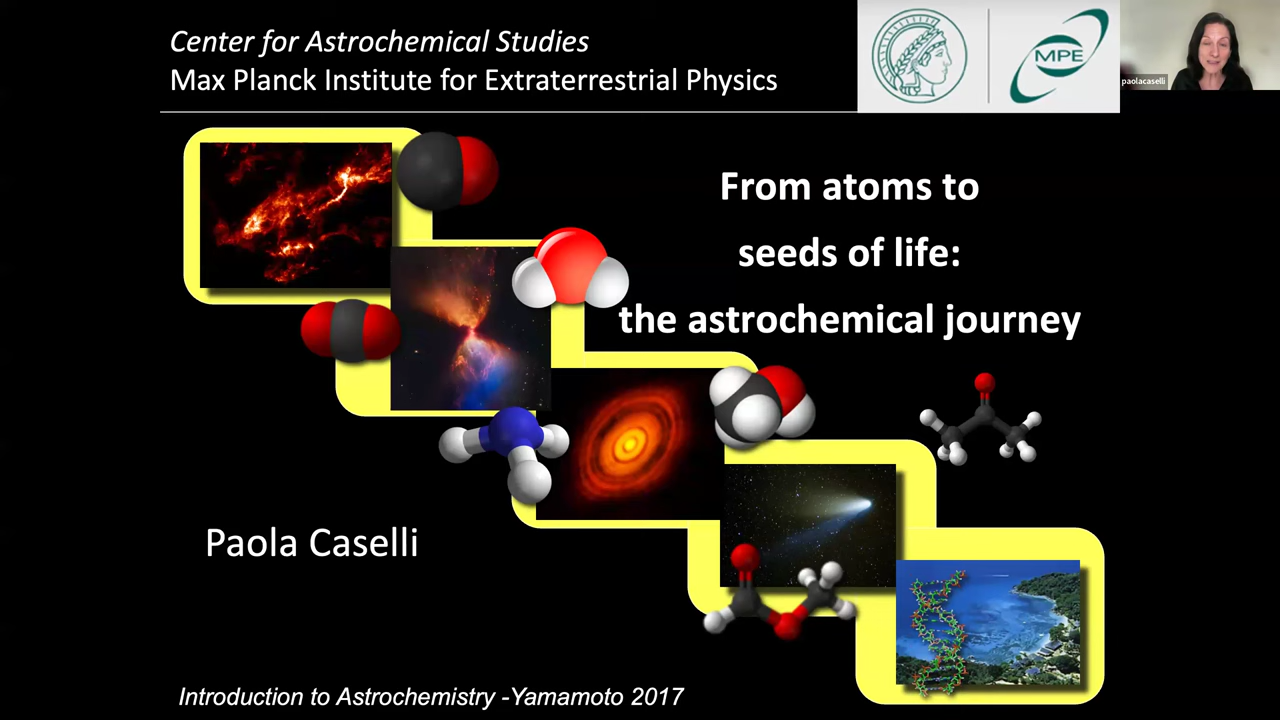 Center for Astrochemical Studies
Max Planck Institute for Extraterrestrial Physics
MPE
paolacaselli
From atoms to
seeds of life:
the astrochemical journey
Paola Caselli
Introduction to Astrochemistry -Yamamoto 2017